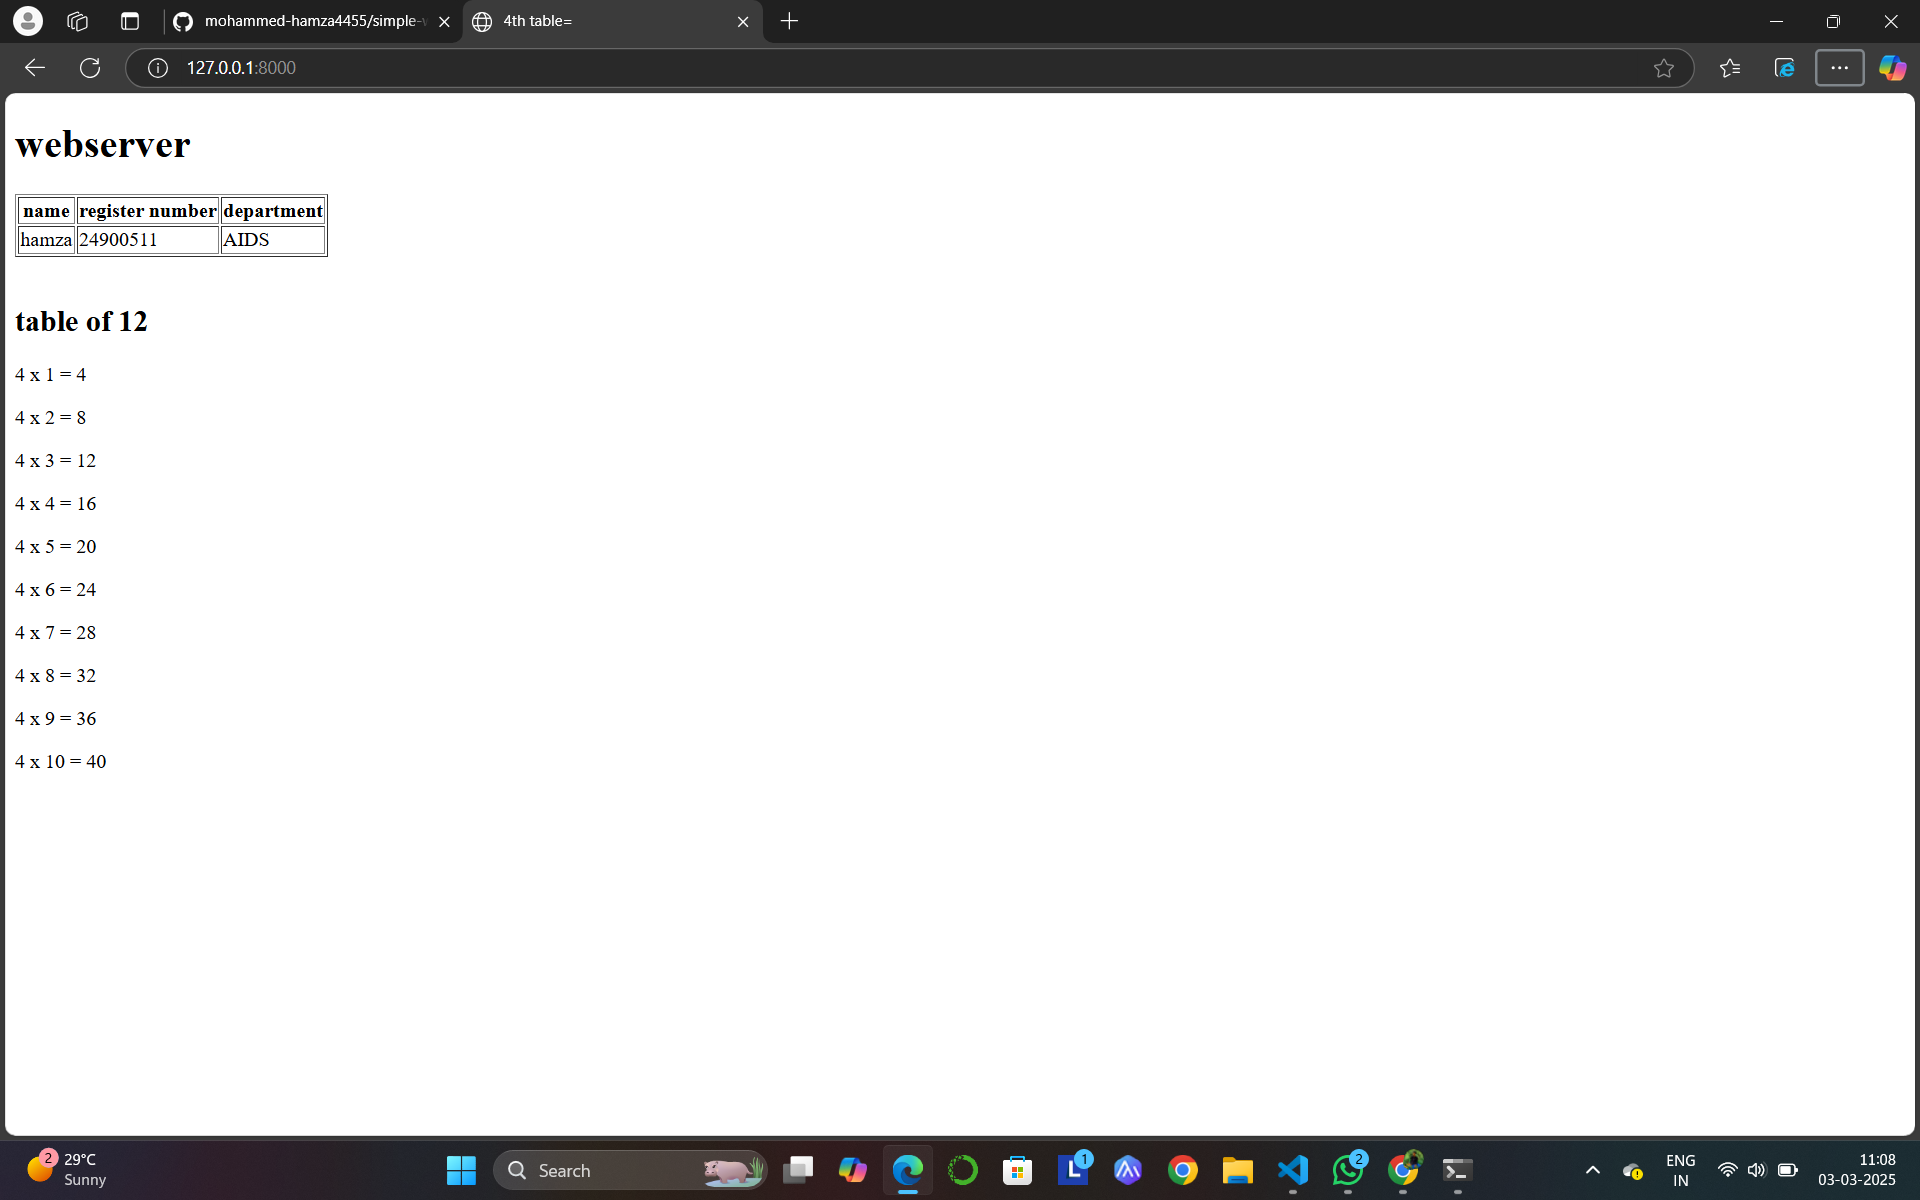 mohammed-hamza4455/simple-
4th table=
127.0.0.1:8000
webserver
name register number department
hamza 24900511 AIDS
table of 12
4 x 1 = 4
4 x 2 = 8
4 x 3 = 12
4 x 4 = 16
4 x 5 = 20
4 x 6 = 24
4 x 7 = 28
4 x 8 = 32
4 x 9 = 36
4 x 10 = 40
2
29°C
Sunny
Search
L 1
2
ENG
IN
11:08
03-03-2025